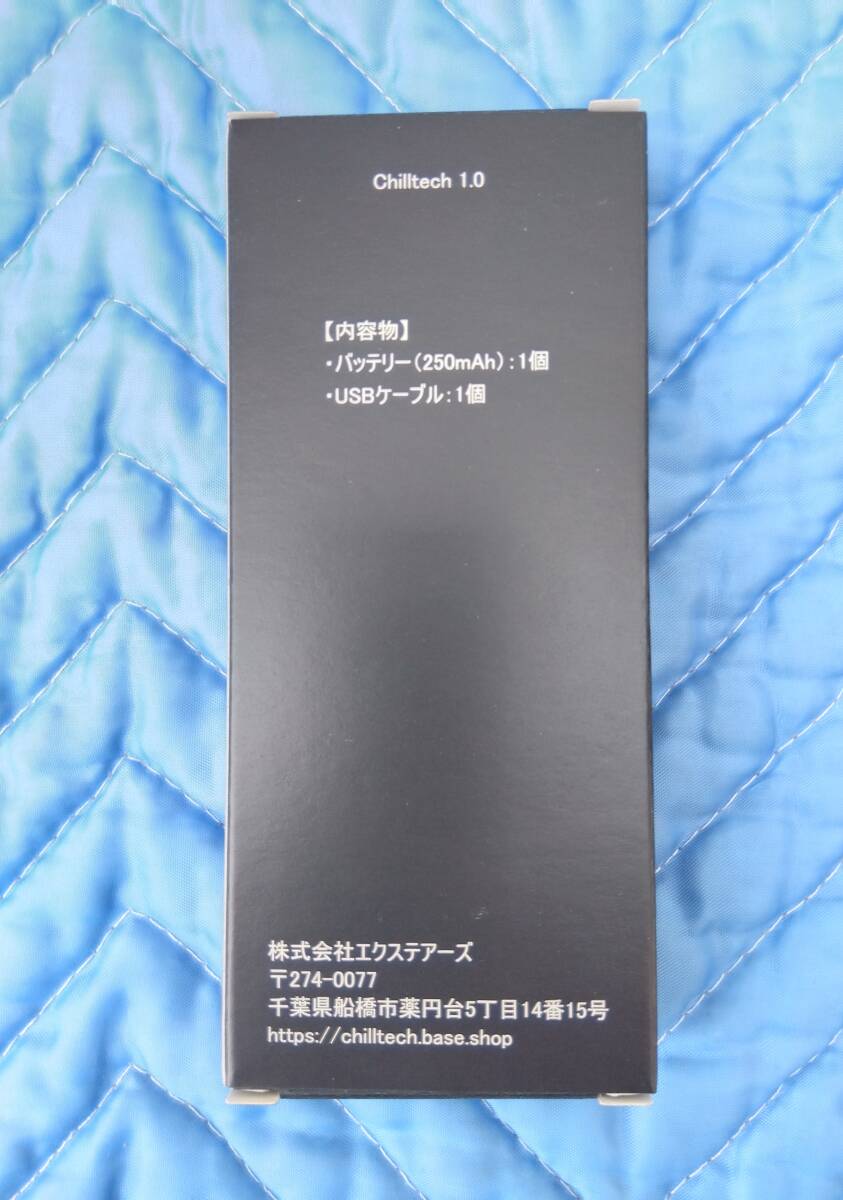 Chilltech 1.0
【内容物】
・バッテリー(250mAh):1個
・USBケーブル:1個
株式会社エクステアーズ
〒274-0077
千葉県船橋市薬円台5丁目14番15号
https://chilltech.base.shop